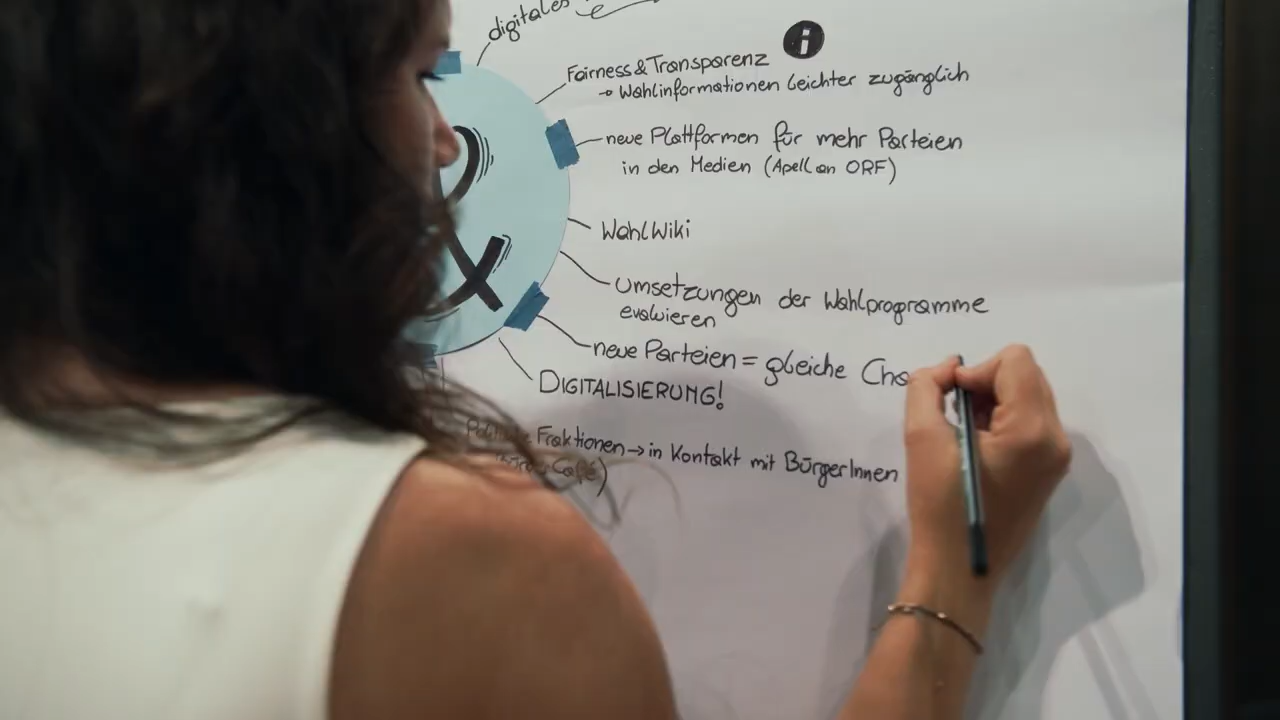 digitales
i
Fairness & Transparenz
→ Wahlinformationen leichter zugänglich
neue Plattformen für mehr Parteien
in den Medien (Apell an ORF)
WahlWiki
Umsetzungen der Wahlprogramme
evaluieren
neue Parteien = gleiche Cha
DIGITALISIERUNG!
Fraktionen → in Kontakt mit BürgerInnen
Café)